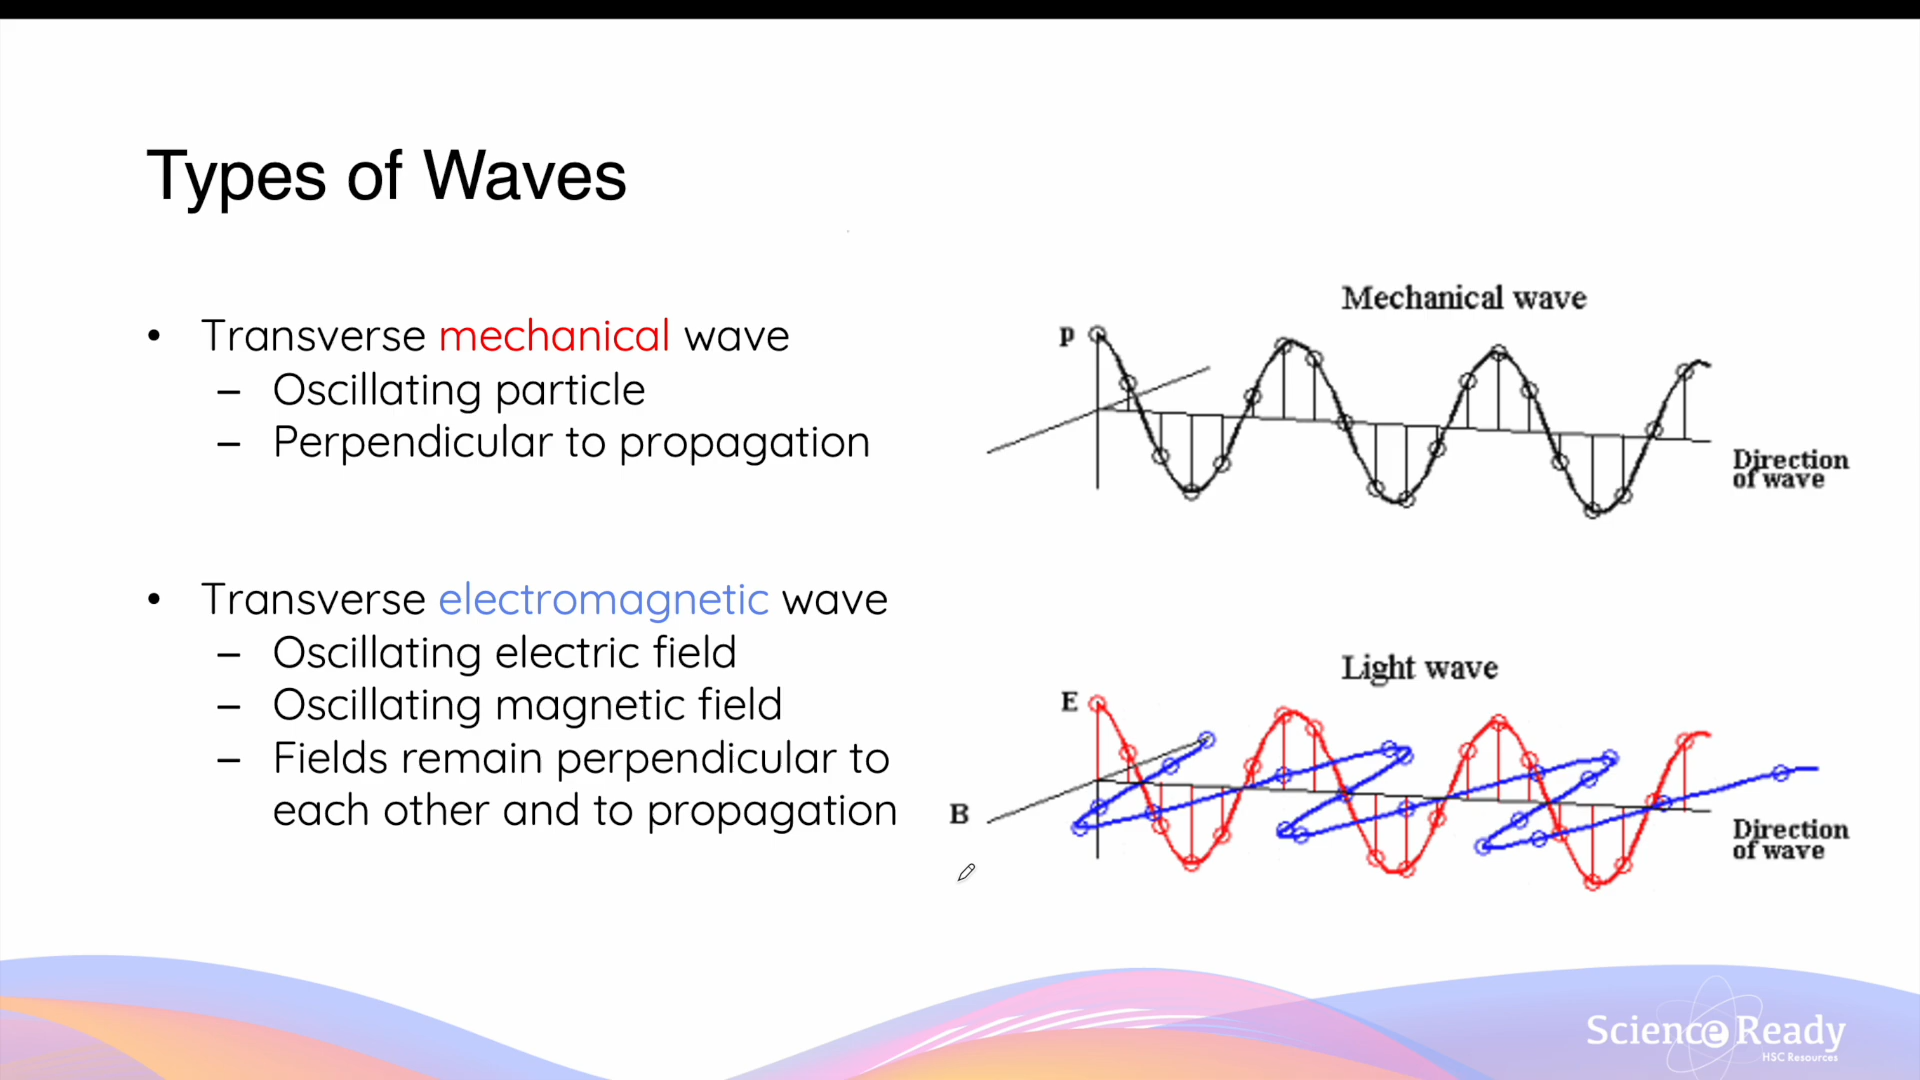 Types of Waves
• Transverse mechanical wave
– Oscillating particle
– Perpendicular to propagation
• Transverse electromagnetic wave
– Oscillating electric field
– Oscillating magnetic field
– Fields remain perpendicular to
each other and to propagation
Mechanical wave
P
Direction
of wave
Light wave
E
B
Direction
of wave
Science Ready
HSC Resources